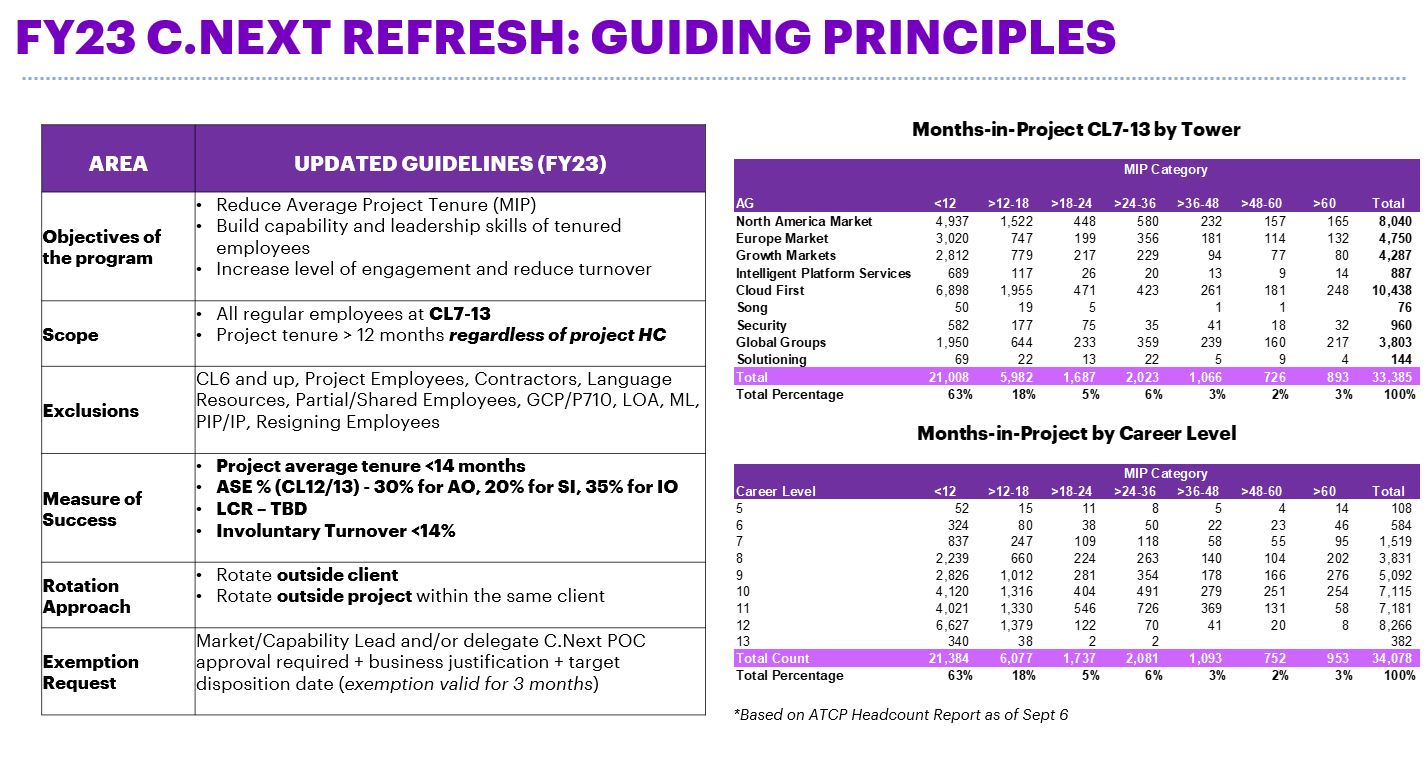 FY23 C.NEXT REFRESH: GUIDING PRINCIPLES
AREA UPDATED GUIDELINES (FY23)
Objectives of the program
• Reduce Average Project Tenure (MIP)
• Build capability and leadership skills of tenured
employees
• Increase level of engagement and reduce turnover
Scope
• All regular employees at CL7-13
• Project tenure > 12 months regardless of project HC
Exclusions
CL6 and up, Project Employees, Contractors, Language
Resources, Partial/Shared Employees, GCP/P710, LOA, ML,
PIP/IP, Resigning Employees
Measure of
Success
• Project average tenure <14 months
• ASE % (CL12/13) - 30% for AO, 20% for SI, 35% for IO
• LCR – TBD
• Involuntary Turnover <14%
Rotation
Approach
• Rotate outside client
• Rotate outside project within the same client
Exemption
Request
Market/Capability Lead and/or delegate C.Next POC
approval required + business justification + target
disposition date (exemption valid for 3 months)
Months-in-Project CL7-13 by Tower
MIP Category
AG <12 >12-18 >18-24 >24-36 >36-48 >48-60 >60 Total
North America Market 4,937 1,522 448 580 232 157 165 8,040
Europe Market 3,020 747 199 356 181 114 132 4,750
Growth Markets 2,812 779 217 229 94 77 80 4,287
Intelligent Platform Services 689 117 26 20 13 9 14 887
Cloud First 6,898 1,955 471 423 261 181 248 10,438
Song 50 19 5 1 1 76
Security 582 177 75 35 41 18 32 960
Global Groups 1,950 644 233 359 239 160 217 3,803
Solutioning 69 22 13 22 5 9 4 144
Total 21,008 5,982 1,687 2,023 1,066 726 893 33,385
Total Percentage 63% 18% 5% 6% 3% 2% 3% 100%
Months-in-Project by Career Level
MIP Category
Career Level <12 >12-18 >18-24 >24-36 >36-48 >48-60 >60 Total
5 52 15 11 8 5 4 14 108
6 324 80 38 50 22 23 46 584
7 837 247 109 118 58 55 95 1,519
8 2,239 660 224 263 140 104 202 3,831
9 2,826 1,012 281 354 178 166 276 5,092
10 4,120 1,316 404 491 279 251 254 7,115
11 4,021 1,330 546 726 369 131 58 7,181
12 6,627 1,379 122 70 41 20 8 8,266
13 340 38 2 2 382
Total Count 21,384 6,077 1,737 2,081 1,093 752 953 34,078
Total Percentage 63% 18% 5% 6% 3% 2% 3% 100%
*Based on ATCP Headcount Report as of Sept 6